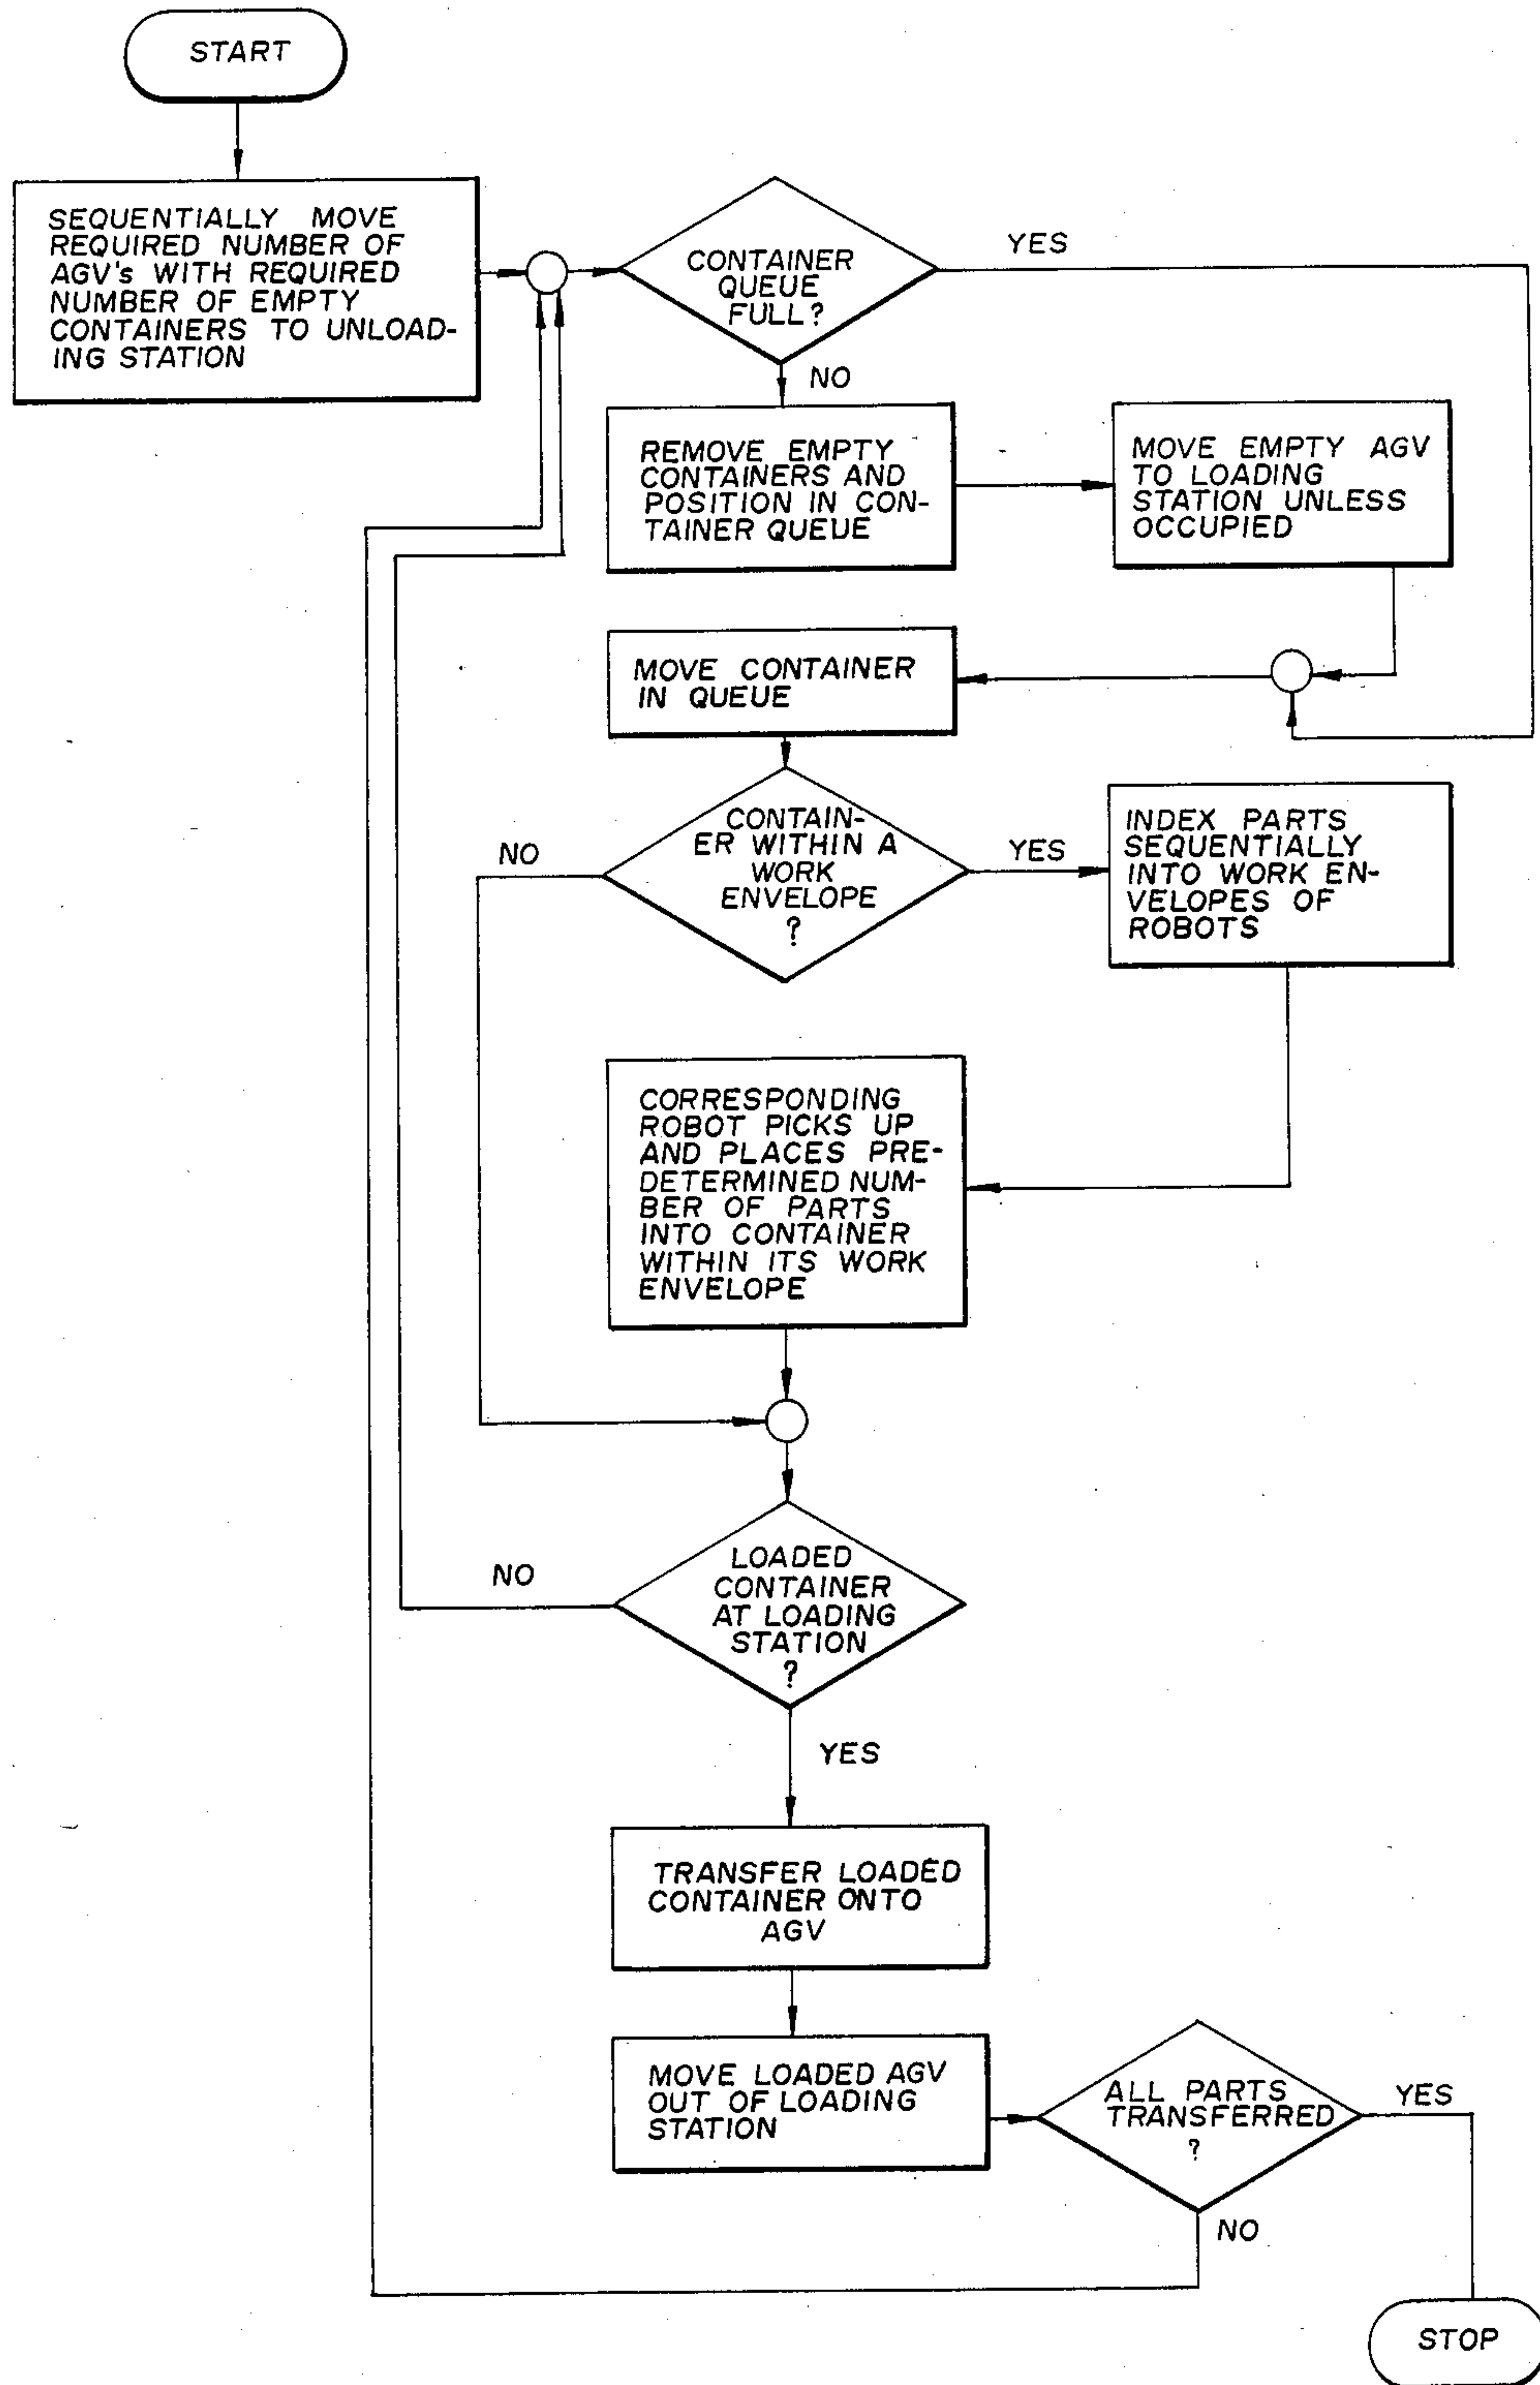 START
SEQUENTIALLY MOVE
REQUIRED NUMBER OF
AGV's WITH REQUIRED
NUMBER OF EMPTY
CONTAINERS TO UNLOAD-
ING STATION
CONTAINER
QUEUE
FULL?
YES
NO
REMOVE EMPTY
CONTAINERS AND
POSITION IN CON-
TAINER QUEUE
MOVE EMPTY AGV
TO LOADING
STATION UNLESS
OCCUPIED
MOVE CONTAINER
IN QUEUE
CONTAIN-
ER WITHIN A
WORK
ENVELOPE
?
NO
YES
INDEX PARTS
SEQUENTIALLY
INTO WORK EN-
VELOPES OF
ROBOTS
CORRESPONDING
ROBOT PICKS UP
AND PLACES PRE-
DETERMINED NUM-
BER OF PARTS
INTO CONTAINER
WITHIN ITS WORK
ENVELOPE
LOADED
CONTAINER
AT LOADING
STATION
?
NO
YES
TRANSFER LOADED
CONTAINER ONTO
AGV
MOVE LOADED AGV
OUT OF LOADING
STATION
ALL PARTS
TRANSFERRED
?
YES
NO
STOP